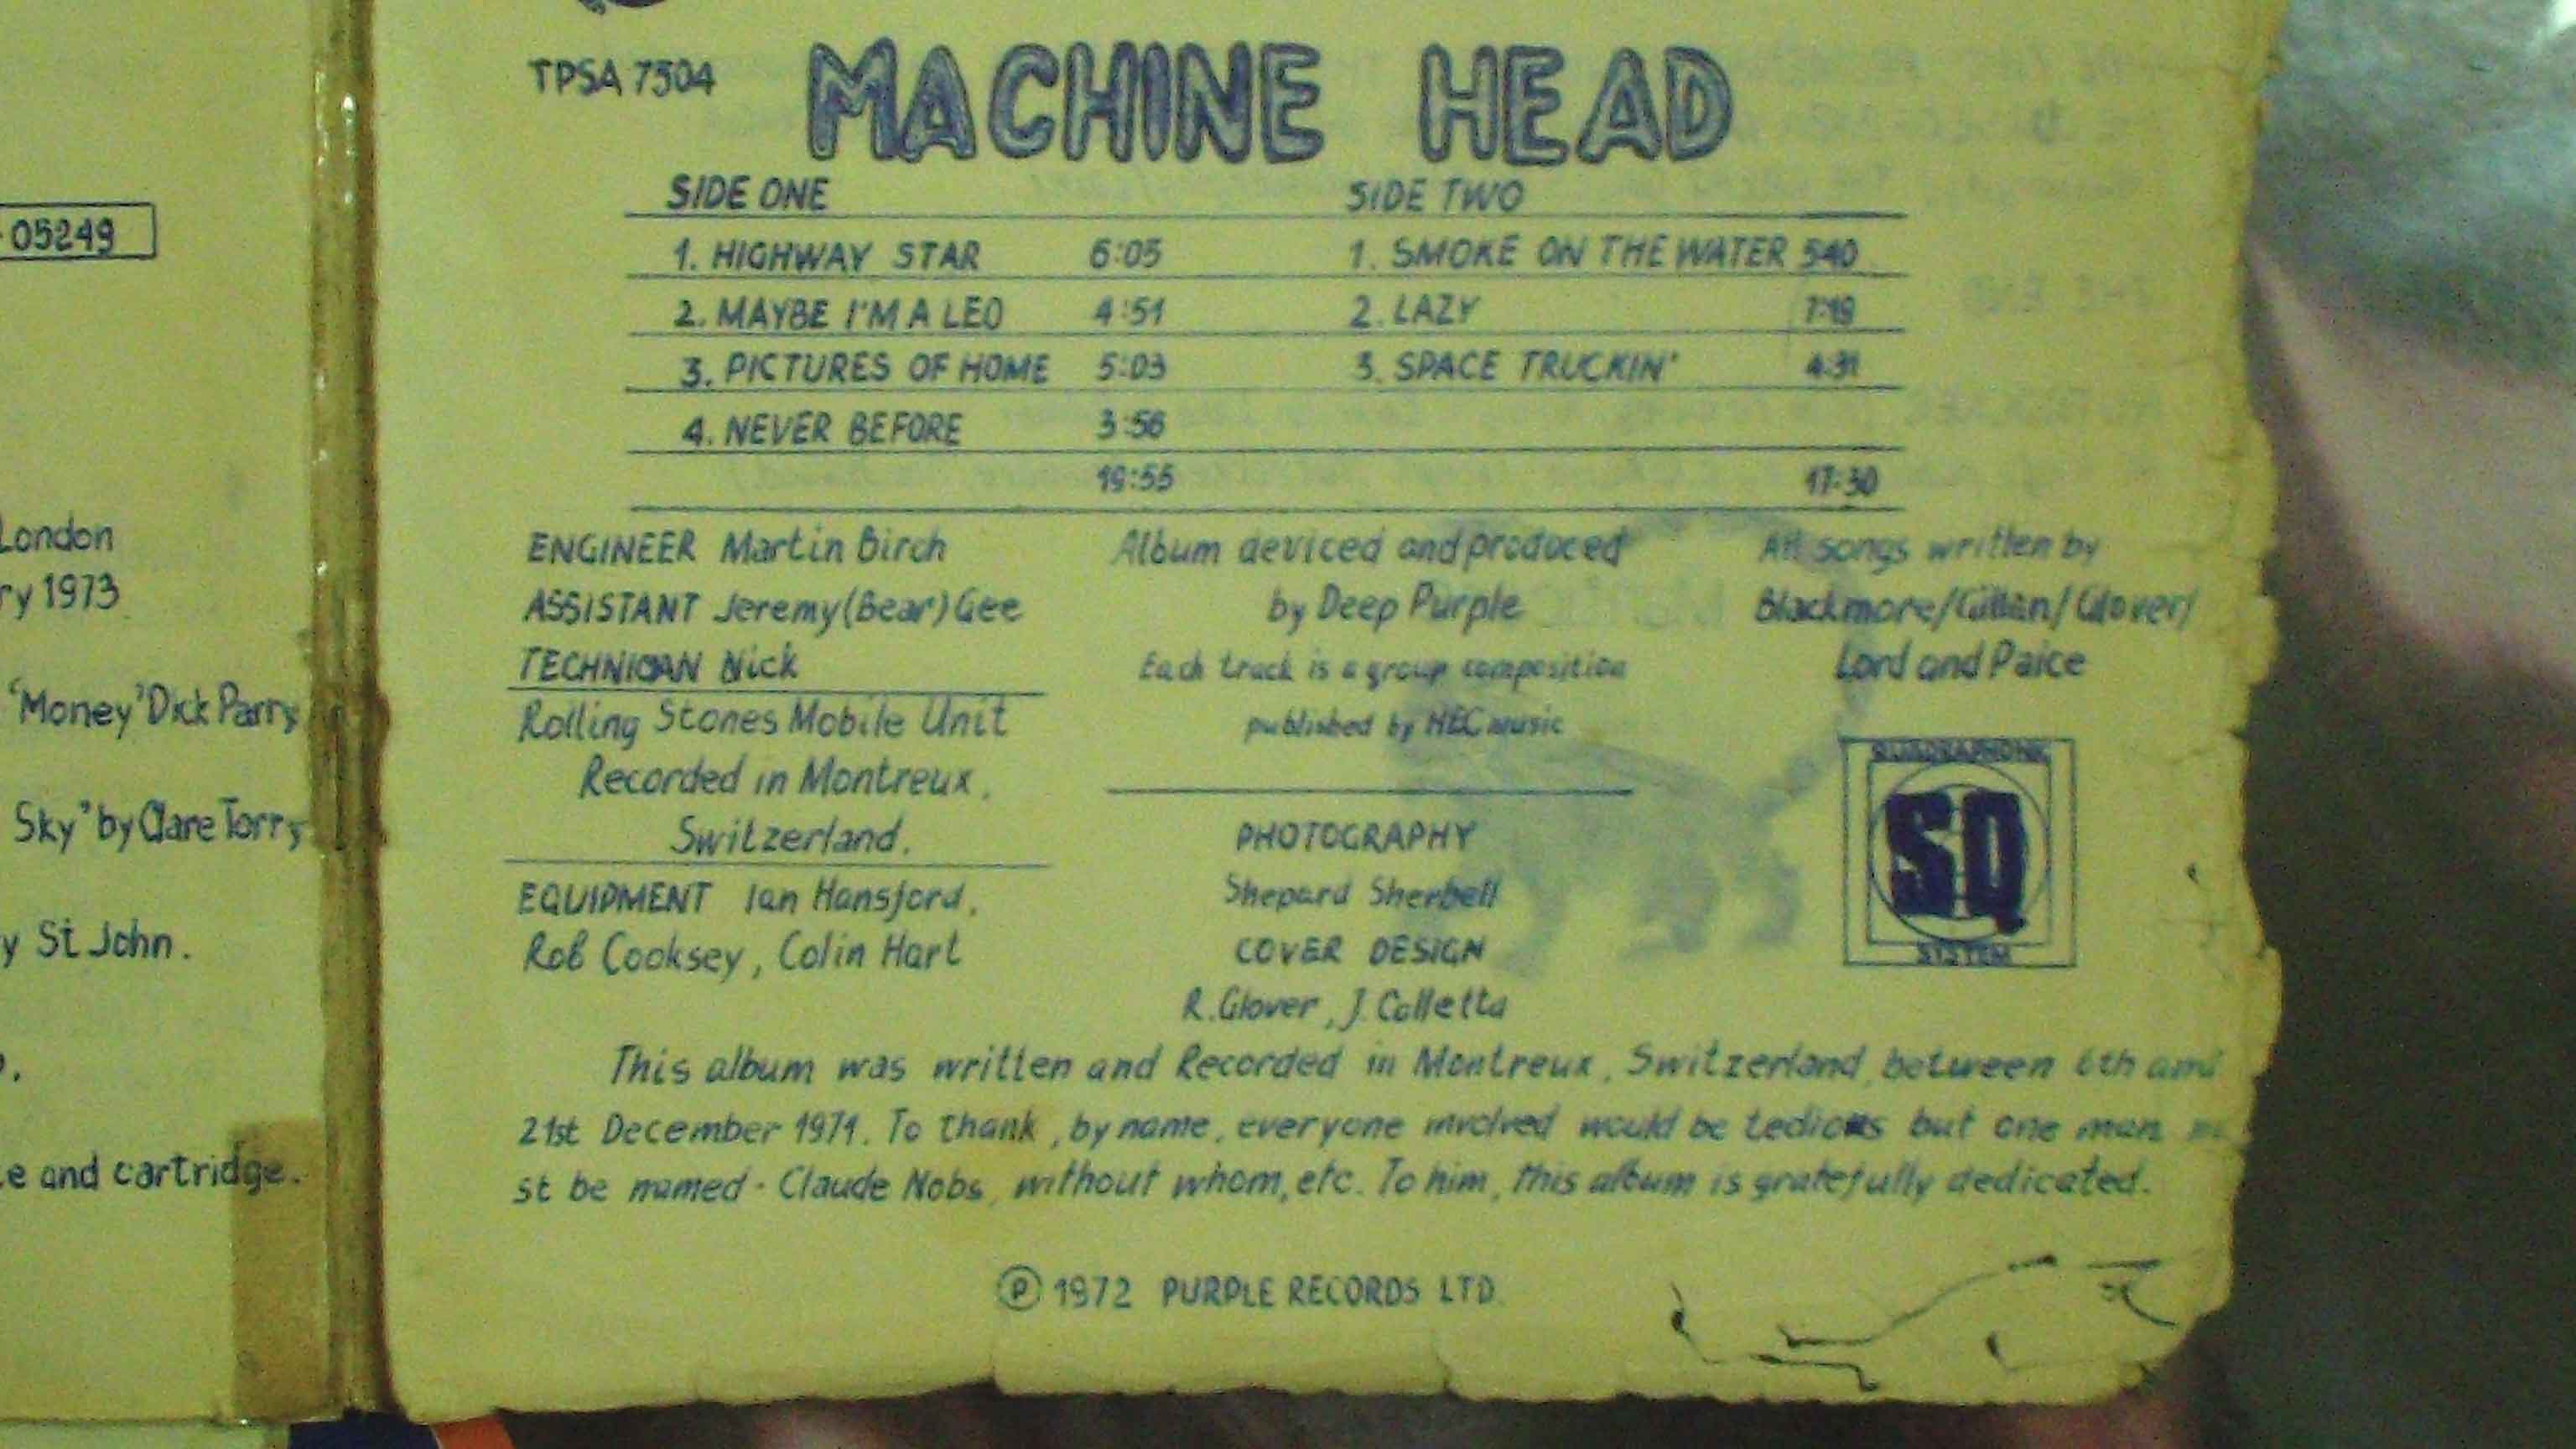 05249
London
ry 1973
'Money' Dick Parry
Sky" by Clare Torry
y St John.
e and cartridge.
TPSA 7504
MACHINE HEAD
SIDE ONE SIDE TWO
1. HIGHWAY STAR 6:05 1. SMOKE ON THE WATER 5:40
2. MAYBE I'M A LEO 4:51 2. LAZY 7:19
3. PICTURES OF HOME 5:03 3. SPACE TRUCKIN' 4:31
4. NEVER BEFORE 3:56
19:55 17:30
ENGINEER Martin Birch
ASSISTANT Jeremy (Bear) Gee
TECHNICIAN Nick
Rolling Stones Mobile Unit
Recorded in Montreux.
Switzerland.
EQUIPMENT Ian Hansford.
Rob Cooksey, Colin Hart
Album deviced and produced
by Deep Purple
Each track is a group composition
published by HEC music
PHOTOGRAPHY
Shepard Sherbell
COVER DESIGN
R. Glover, J. Colletta
All songs written by
Blackmore/Gillan/Glover/
Lord and Paice
QUADRAPHONIC
SQ
SYSTEM
This album was written and Recorded in Montreux, Switzerland, between 6th and
21st December 1971. To thank, by name, everyone involved would be tedious but one man
st be named - Claude Nobs, without whom, etc. To him, this album is gratefully dedicated.
Ⓟ 1972 PURPLE RECORDS LTD.